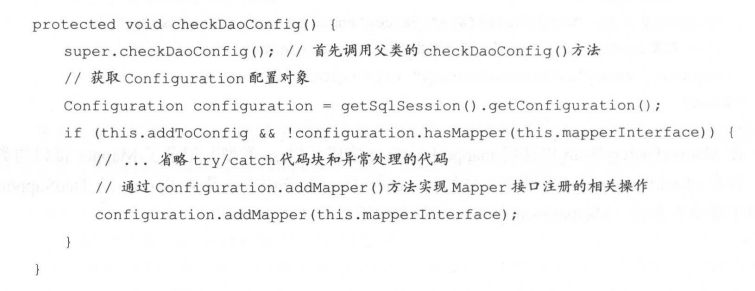 protected void checkDaoConfig() {
super.checkDaoConfig(); // 首先调用父类的 checkDaoConfig()方法
// 获取 Configuration 配置对象
Configuration configuration = getSqlSession().getConfiguration();
if (this.addToConfig && !configuration.hasMapper(this.mapperInterface)) {
// ... ... 省略 try/catch 代码块和异常处理的代码
// 通过 Configuration.addMapper()方法实现 Mapper 接口注册的相关操作
configuration.addMapper(this.mapperInterface);
}
}